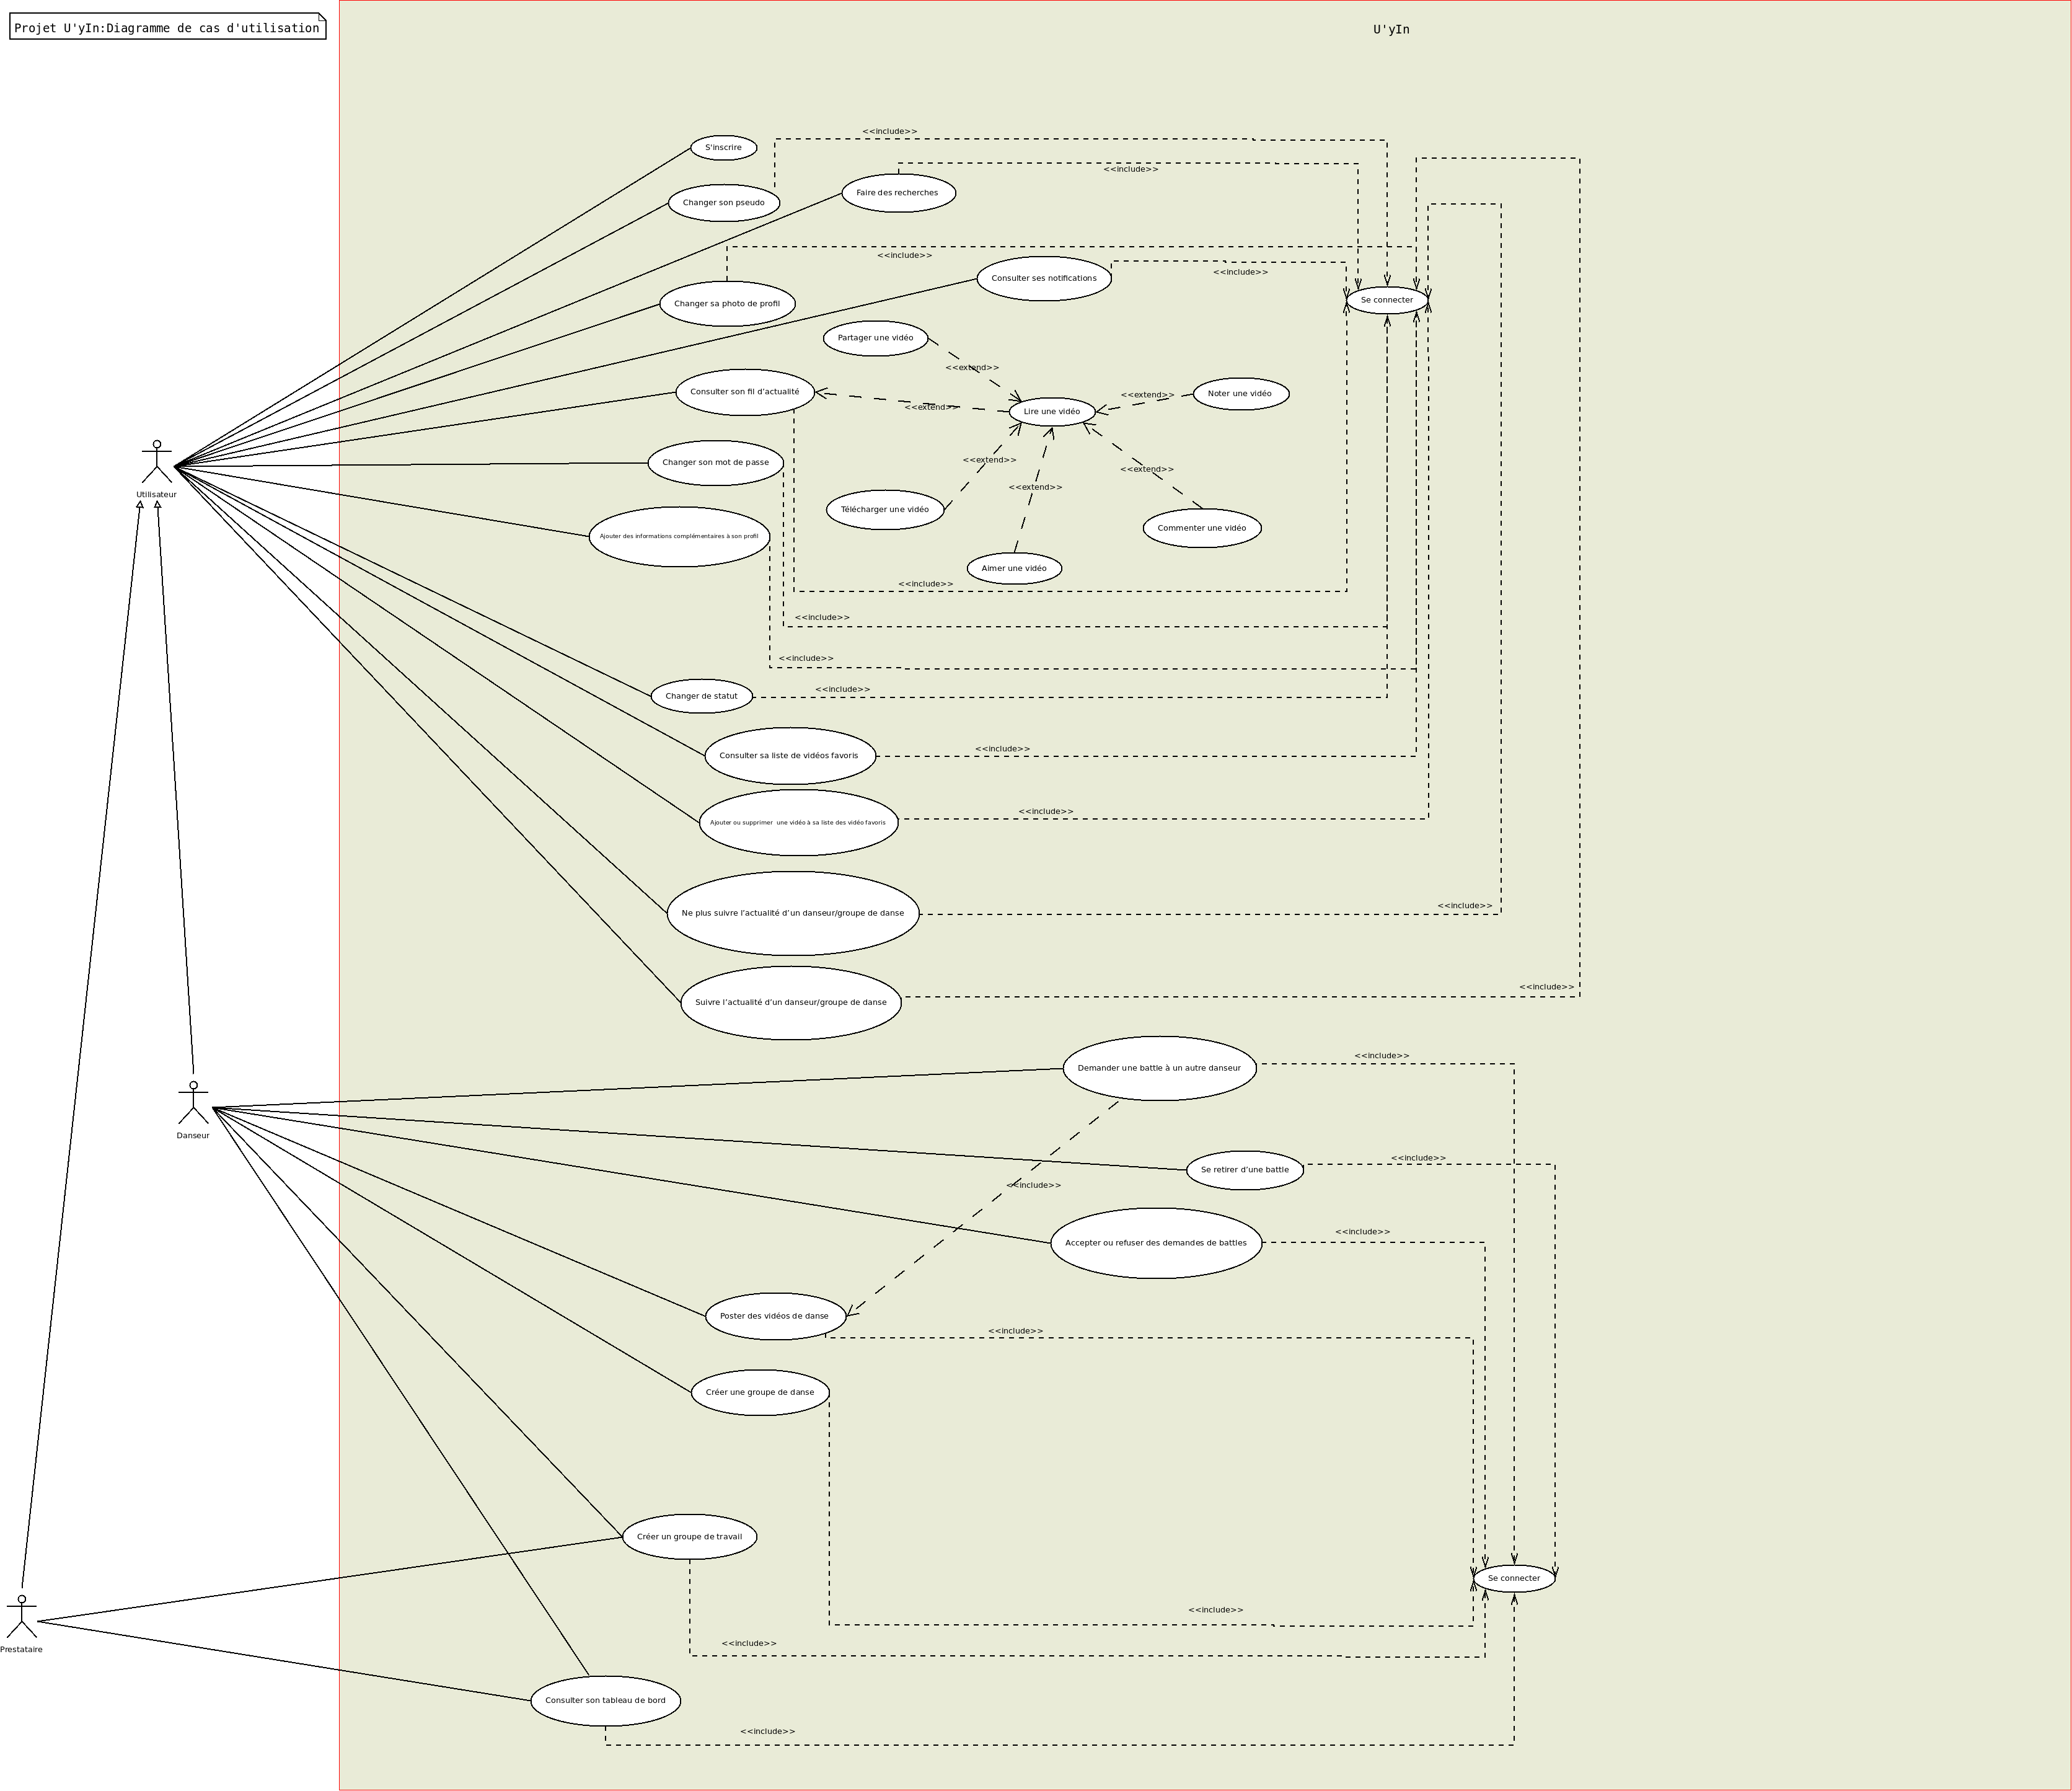 Projet U'yIn:Diagramme de cas d'utilisation
U'yIn
<<include>>
S'inscrire
<<include>>
Faire des recherches
Changer son pseudo
<<include>>
<<include>>
Consulter ses notifications
Changer sa photo de profil
Se connecter
Partager une vidéo
<<extend>>
Consulter son fil d'actualité
Noter une vidéo
<<extend>>
<<extend>>
Lire une vidéo
<<extend>>
Changer son mot de passe
<<extend>>
<<extend>>
Utilisateur
Télécharger une vidéo
Commenter une vidéo
Ajouter des informations complémentaires à son profil
Aimer une vidéo
<<include>>
<<include>>
<<include>>
<<include>>
Changer de statut
<<include>>
Consulter sa liste de vidéos favoris
<<include>>
Ajouter ou supprimer  une vidéo à sa liste des vidéo favoris
<<include>>
Ne plus suivre l'actualité d'un danseur/groupe de danse
<<include>>
Suivre l'actualité d'un danseur/groupe de danse
<<include>>
Demander une battle à un autre danseur
Danseur
<<include>>
Se retirer d'une battle
<<include>>
<<include>>
Accepter ou refuser des demandes de battles
Poster des vidéos de danse
<<include>>
Créer une groupe de danse
Créer un groupe de travail
Se connecter
<<include>>
<<include>>
Prestataire
Consulter son tableau de bord
<<include>>